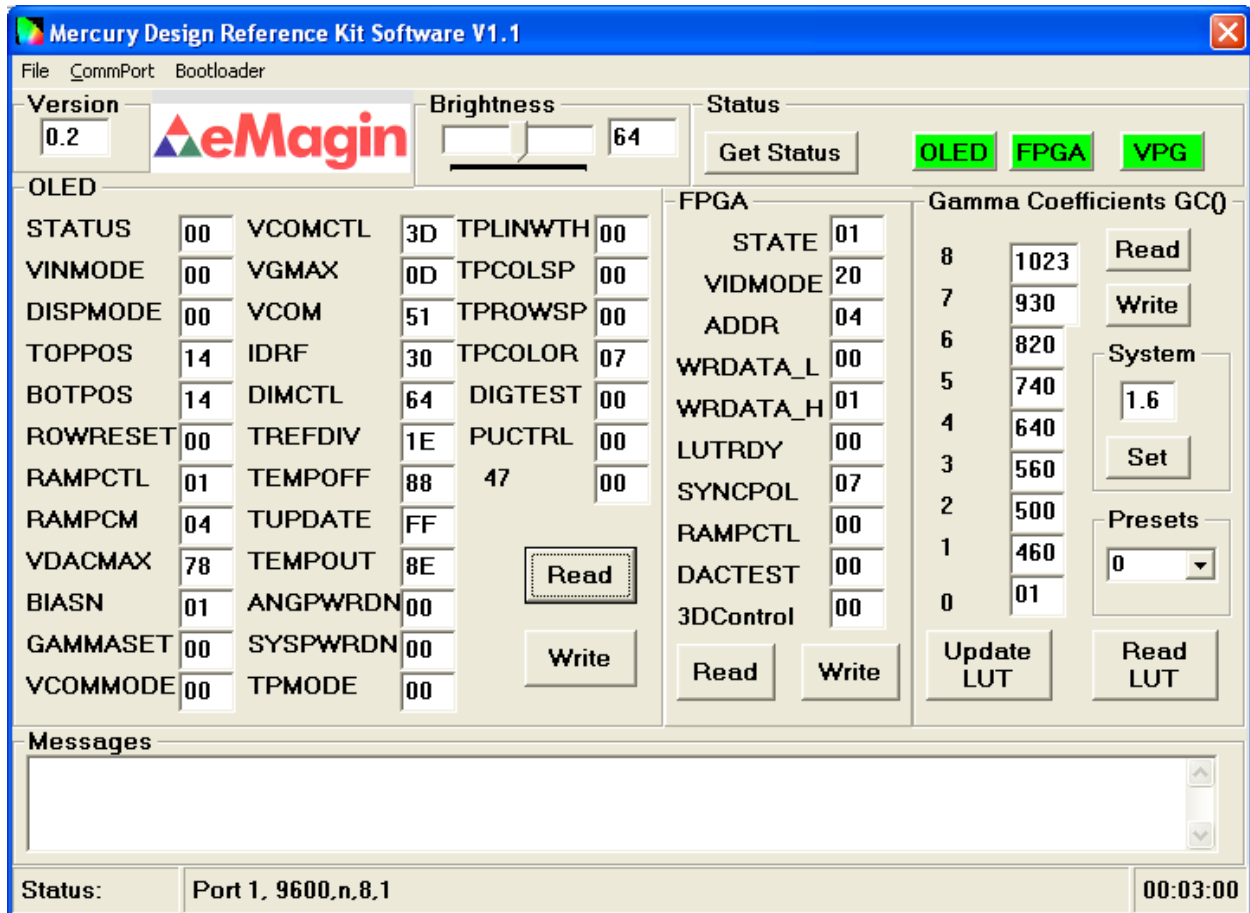 Mercury Design Reference Kit Software V1.1
File CommPort Bootloader
Version
0.2
eMagin
Brightness
64
Status
Get Status
OLED FPGA VPG
OLED
STATUS 00 VCOMCTL 3D TPLINWTH 00
VINMODE 00 VGMAX 0D TPCOLSP 00
DISPMODE 00 VCOM 51 TPROWSP 00
TOPPOS 14 IDRF 30 TPCOLOR 07
BOTPOS 14 DIMCTL 64 DIGTEST 00
ROWRESET 00 TREFDIV 1E PUCTRL 00
RAMPCTL 01 TEMPOFF 88 47 00
RAMPCM 04 TUPDATE FF
VDACMAX 78 TEMPOUT 8E
BIASN 01 ANGPWRDN 00
GAMMASET 00 SYSPWRDN 00
VCOMMODE 00 TPMODE 00
Read
Write
FPGA
STATE 01
VIDMODE 20
ADDR 04
WRDATA_L 00
WRDATA_H 01
LUTRDY 00
SYNCPOL 07
RAMPCTL 00
DACTEST 00
3DControl 00
Read Write
Gamma Coefficients GC()
8 1023
7 930
6 820
5 740
4 640
3 560
2 500
1 460
0 01
Read
Write
System
1.6
Set
Presets
0
Update LUT
Read LUT
Messages
Status: Port 1, 9600,n,8,1 00:03:00